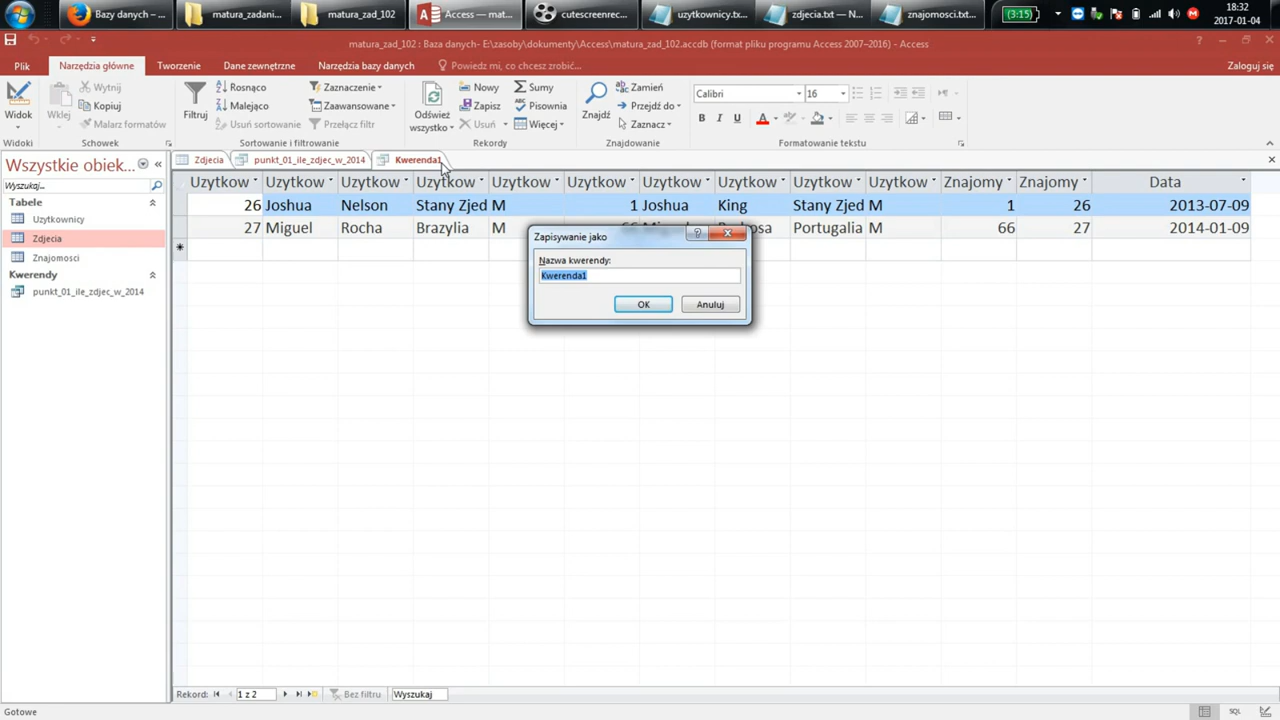 Bazy danych – ...
matura_zadani...
matura_zad_102
Access — mat...
cutescreenrec...
uzytkownicy.tx...
zdjecia.txt — N...
znajomosci.txt...
(3:15)
18:32
2017-01-04
matura_zad_102 : Baza danych- E:\zasoby\dokumenty\Access\matura_zad_102.accdb (format pliku programu Access 2007–2016) - Access
Plik Narzędzia główne Tworzenie Dane zewnętrzne Narzędzia bazy danych Powiedz mi, co chcesz zrobić... Zaloguj się
Widok
Widoki
Wklej
Wytnij
Kopiuj
Malarz formatów
Schowek
Filtruj
Rosnąco
Malejąco
Usuń sortowanie
Zaznaczenie
Zaawansowane
Przełącz filtr
Sortowanie i filtrowanie
Odśwież
wszystko
Nowy
Zapisz
Usuń
Sumy
Pisownia
Więcej
Rekordy
Znajdź
Zamień
Przejdź do
Zaznacz
Znajdowanie
Calibri 16
B I U A
Formatowanie tekstu
Wszystkie obiek...
Wyszukaj...
Tabele
Uzytkownicy
Zdjecia
Znajomosci
Kwerendy
punkt_01_ile_zdjec_w_2014
Zdjecia punkt_01_ile_zdjec_w_2014 Kwerenda1
Uzytkow Uzytkow Uzytkow Uzytkow Uzytkow Uzytkow Uzytkow Uzytkow Uzytkow Uzytkow Znajomy Znajomy Data
26 Joshua Nelson Stany Zjed M 1 Joshua King Stany Zjed M 1 26 2013-07-09
27 Miguel Rocha Brazylia M Portugalia M 66 27 2014-01-09
Zapisywanie jako
Nazwa kwerendy:
Kwerenda1
OK Anuluj
Rekord: 1 z 2 Bez filtru Wyszukaj
Gotowe SQL